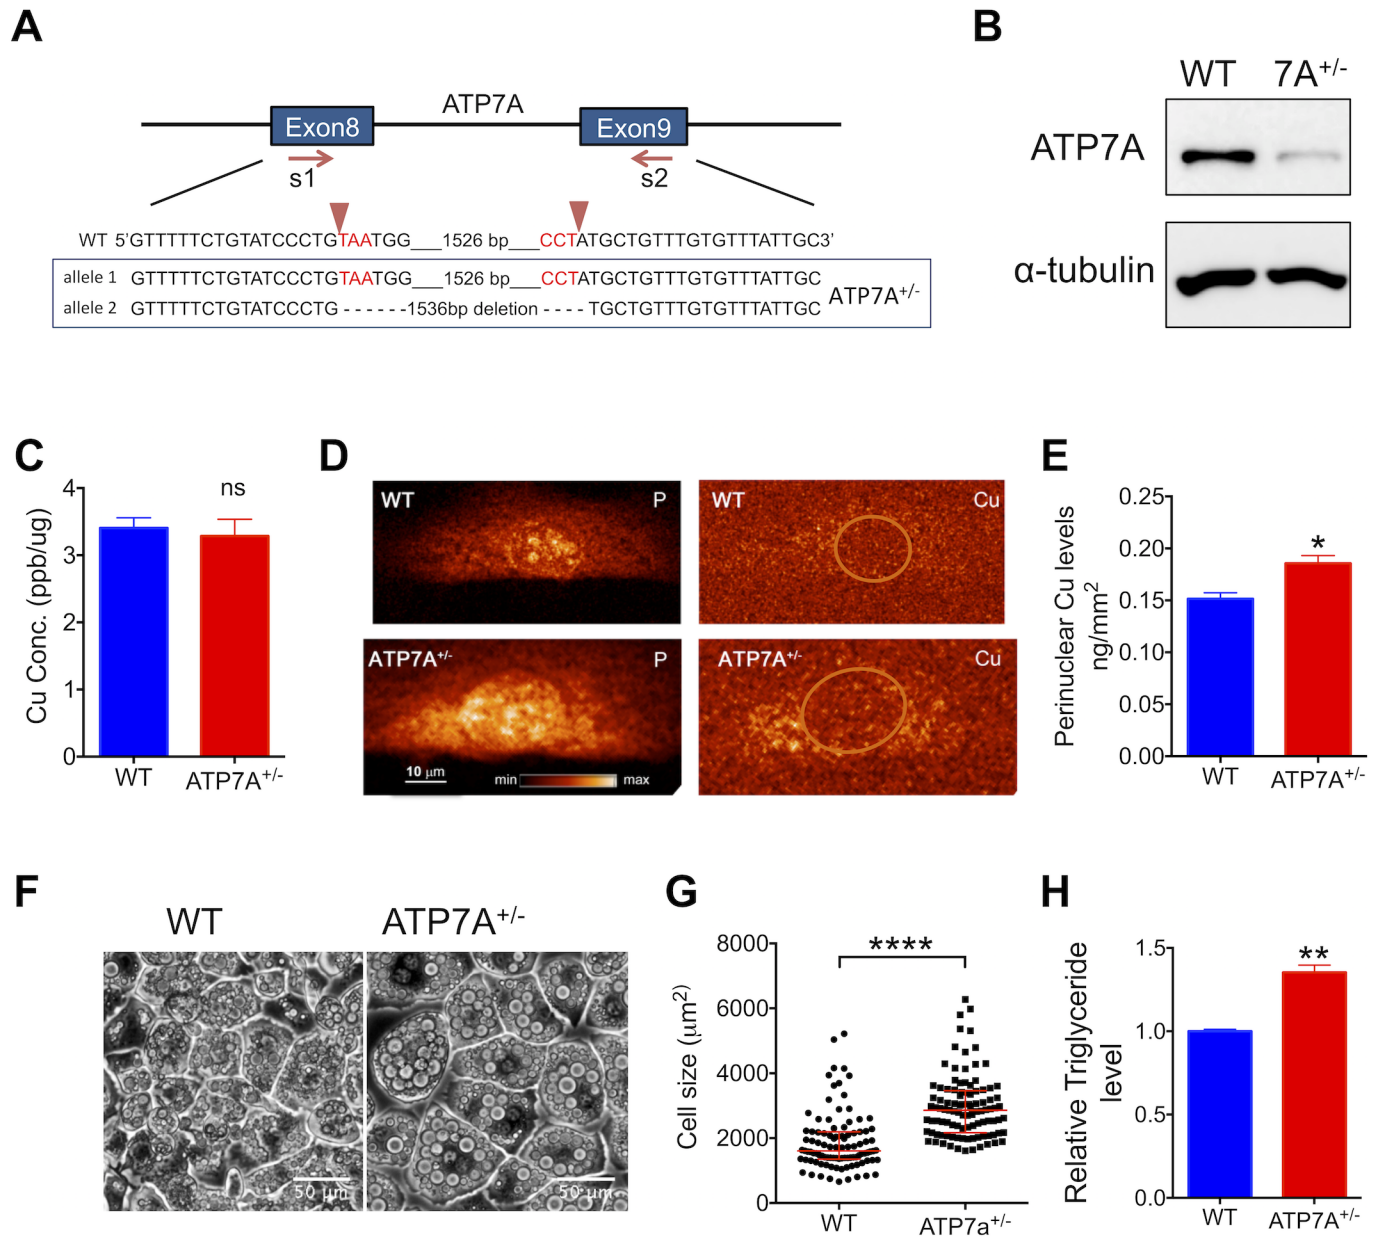 A
ATP7A
Exon8
Exon9
s1
s2
WT 5'GTTTTTCTGTATCCCTGTAATGG___1526 bp___CCTATGCTGTTTGTGTTTATTGC3'
allele 1 GTTTTTCTGTATCCCTGTAATGG___1526 bp___CCTATGCTGTTTGTGTTTATTGC
allele 2 GTTTTTCTGTATCCCTG ------1536bp deletion ---- TGCTGTTTGTGTTTATTGC
ATP7A+/-
B
WT 7A+/-
ATP7A
α-tubulin
C
Cu Conc. (ppb/ug)
4
3
2
1
0
ns
WT
ATP7A+/-
D
WT P
WT Cu
ATP7A+/- P
10 µm
min max
ATP7A+/- Cu
E
Perinuclear Cu levels
ng/mm2
0.25
0.20
0.15
0.10
0.05
0.00
*
WT
ATP7A+/-
F
WT ATP7A+/-
50 µm
50 µm
G
Cell size (µm2)
8000
6000
4000
2000
0
****
WT
ATP7a+/-
H
Relative Triglyceride
level
1.5
1.0
0.5
0.0
**
WT
ATP7A+/-